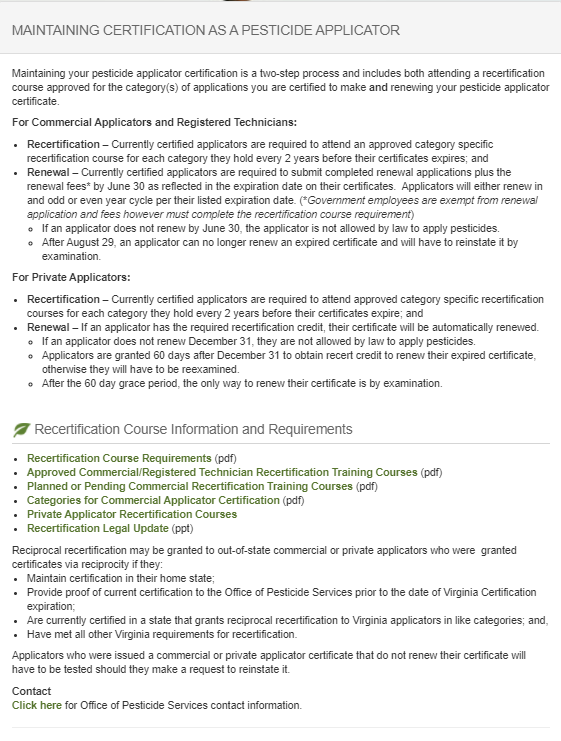 MAINTAINING CERTIFICATION AS A PESTICIDE APPLICATOR
Maintaining your pesticide applicator certification is a two-step process and includes both attending a recertification
course approved for the category(s) of applications you are certified to make and renewing your pesticide applicator
certificate.
For Commercial Applicators and Registered Technicians:
• Recertification – Currently certified applicators are required to attend an approved category specific
recertification course for each category they hold every 2 years before their certificates expires; and
• Renewal – Currently certified applicators are required to submit completed renewal applications plus the
renewal fees* by June 30 as reflected in the expiration date on their certificates. Applicators will either renew in
and odd or even year cycle per their listed expiration date. (*Government employees are exempt from renewal
application and fees however must complete the recertification course requirement)
○ If an applicator does not renew by June 30, the applicator is not allowed by law to apply pesticides.
○ After August 29, an applicator can no longer renew an expired certificate and will have to reinstate it by
examination.
For Private Applicators:
• Recertification – Currently certified applicators are required to attend approved category specific recertification
courses for each category they hold every 2 years before their certificates expire; and
• Renewal – If an applicator has the required recertification credit, their certificate will be automatically renewed.
○ If an applicator does not renew December 31, they are not allowed by law to apply pesticides.
○ Applicators are granted 60 days after December 31 to obtain recert credit to renew their expired certificate,
otherwise they will have to be reexamined.
○ After the 60 day grace period, the only way to renew their certificate is by examination.
Recertification Course Information and Requirements
• Recertification Course Requirements (pdf)
• Approved Commercial/Registered Technician Recertification Training Courses (pdf)
• Planned or Pending Commercial Recertification Training Courses (pdf)
• Categories for Commercial Applicator Certification (pdf)
• Private Applicator Recertification Courses
• Recertification Legal Update (ppt)
Reciprocal recertification may be granted to out-of-state commercial or private applicators who were granted
certificates via reciprocity if they:
• Maintain certification in their home state;
• Provide proof of current certification to the Office of Pesticide Services prior to the date of Virginia Certification
expiration;
• Are currently certified in a state that grants reciprocal recertification to Virginia applicators in like categories; and,
• Have met all other Virginia requirements for recertification.
Applicators who were issued a commercial or private applicator certificate that do not renew their certificate will
have to be tested should they make a request to reinstate it.
Contact
Click here for Office of Pesticide Services contact information.